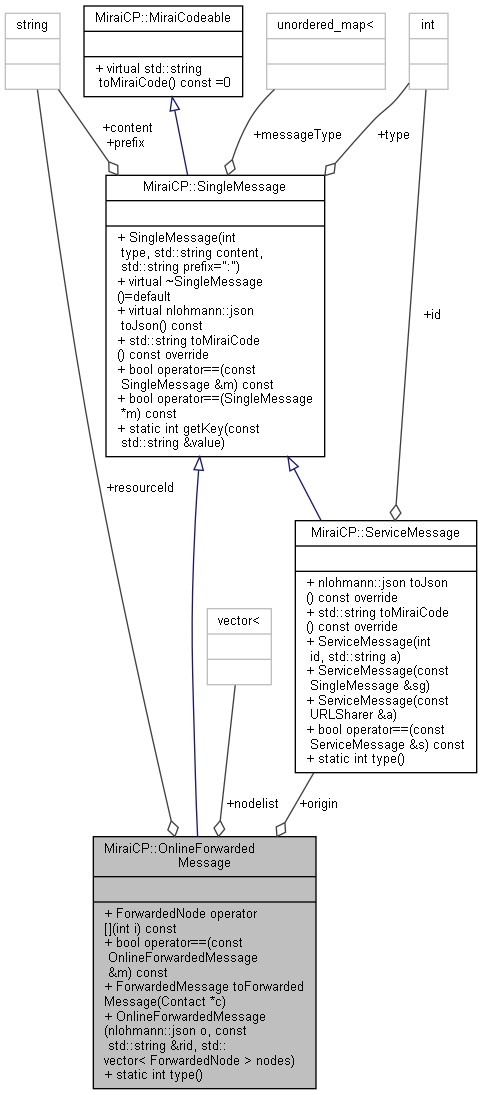 string
MiraiCP::MiraiCodeable
+ virtual std::string
toMiraiCode() const =0
unordered_map<
int
+content
+prefix
+messageType
+type
MiraiCP::SingleMessage
+ SingleMessage(int
type, std::string content,
std::string prefix=":")
+ virtual ~SingleMessage
()=default
+ virtual nlohmann::json
toJson() const
+ std::string toMiraiCode
() const override
+ bool operator==(const
SingleMessage &m) const
+ bool operator==(SingleMessage
*m) const
+ static int getKey(const
std::string &value)
+id
+resourceId
MiraiCP::ServiceMessage
+ nlohmann::json toJson
() const override
+ std::string toMiraiCode
() const override
+ ServiceMessage(int
id, std::string a)
+ ServiceMessage(const
SingleMessage &sg)
+ ServiceMessage(const
URLSharer &a)
+ bool operator==(const
ServiceMessage &s) const
+ static int type()
vector<
+nodelist
+origin
MiraiCP::OnlineForwarded
Message
+ ForwardedNode operator
[](int i) const
+ bool operator==(const
OnlineForwardedMessage
&m) const
+ ForwardedMessage toForwarded
Message(Contact *c)
+ OnlineForwardedMessage
(nlohmann::json o, const
std::string &rid, std::
vector< ForwardedNode > nodes)
+ static int type()